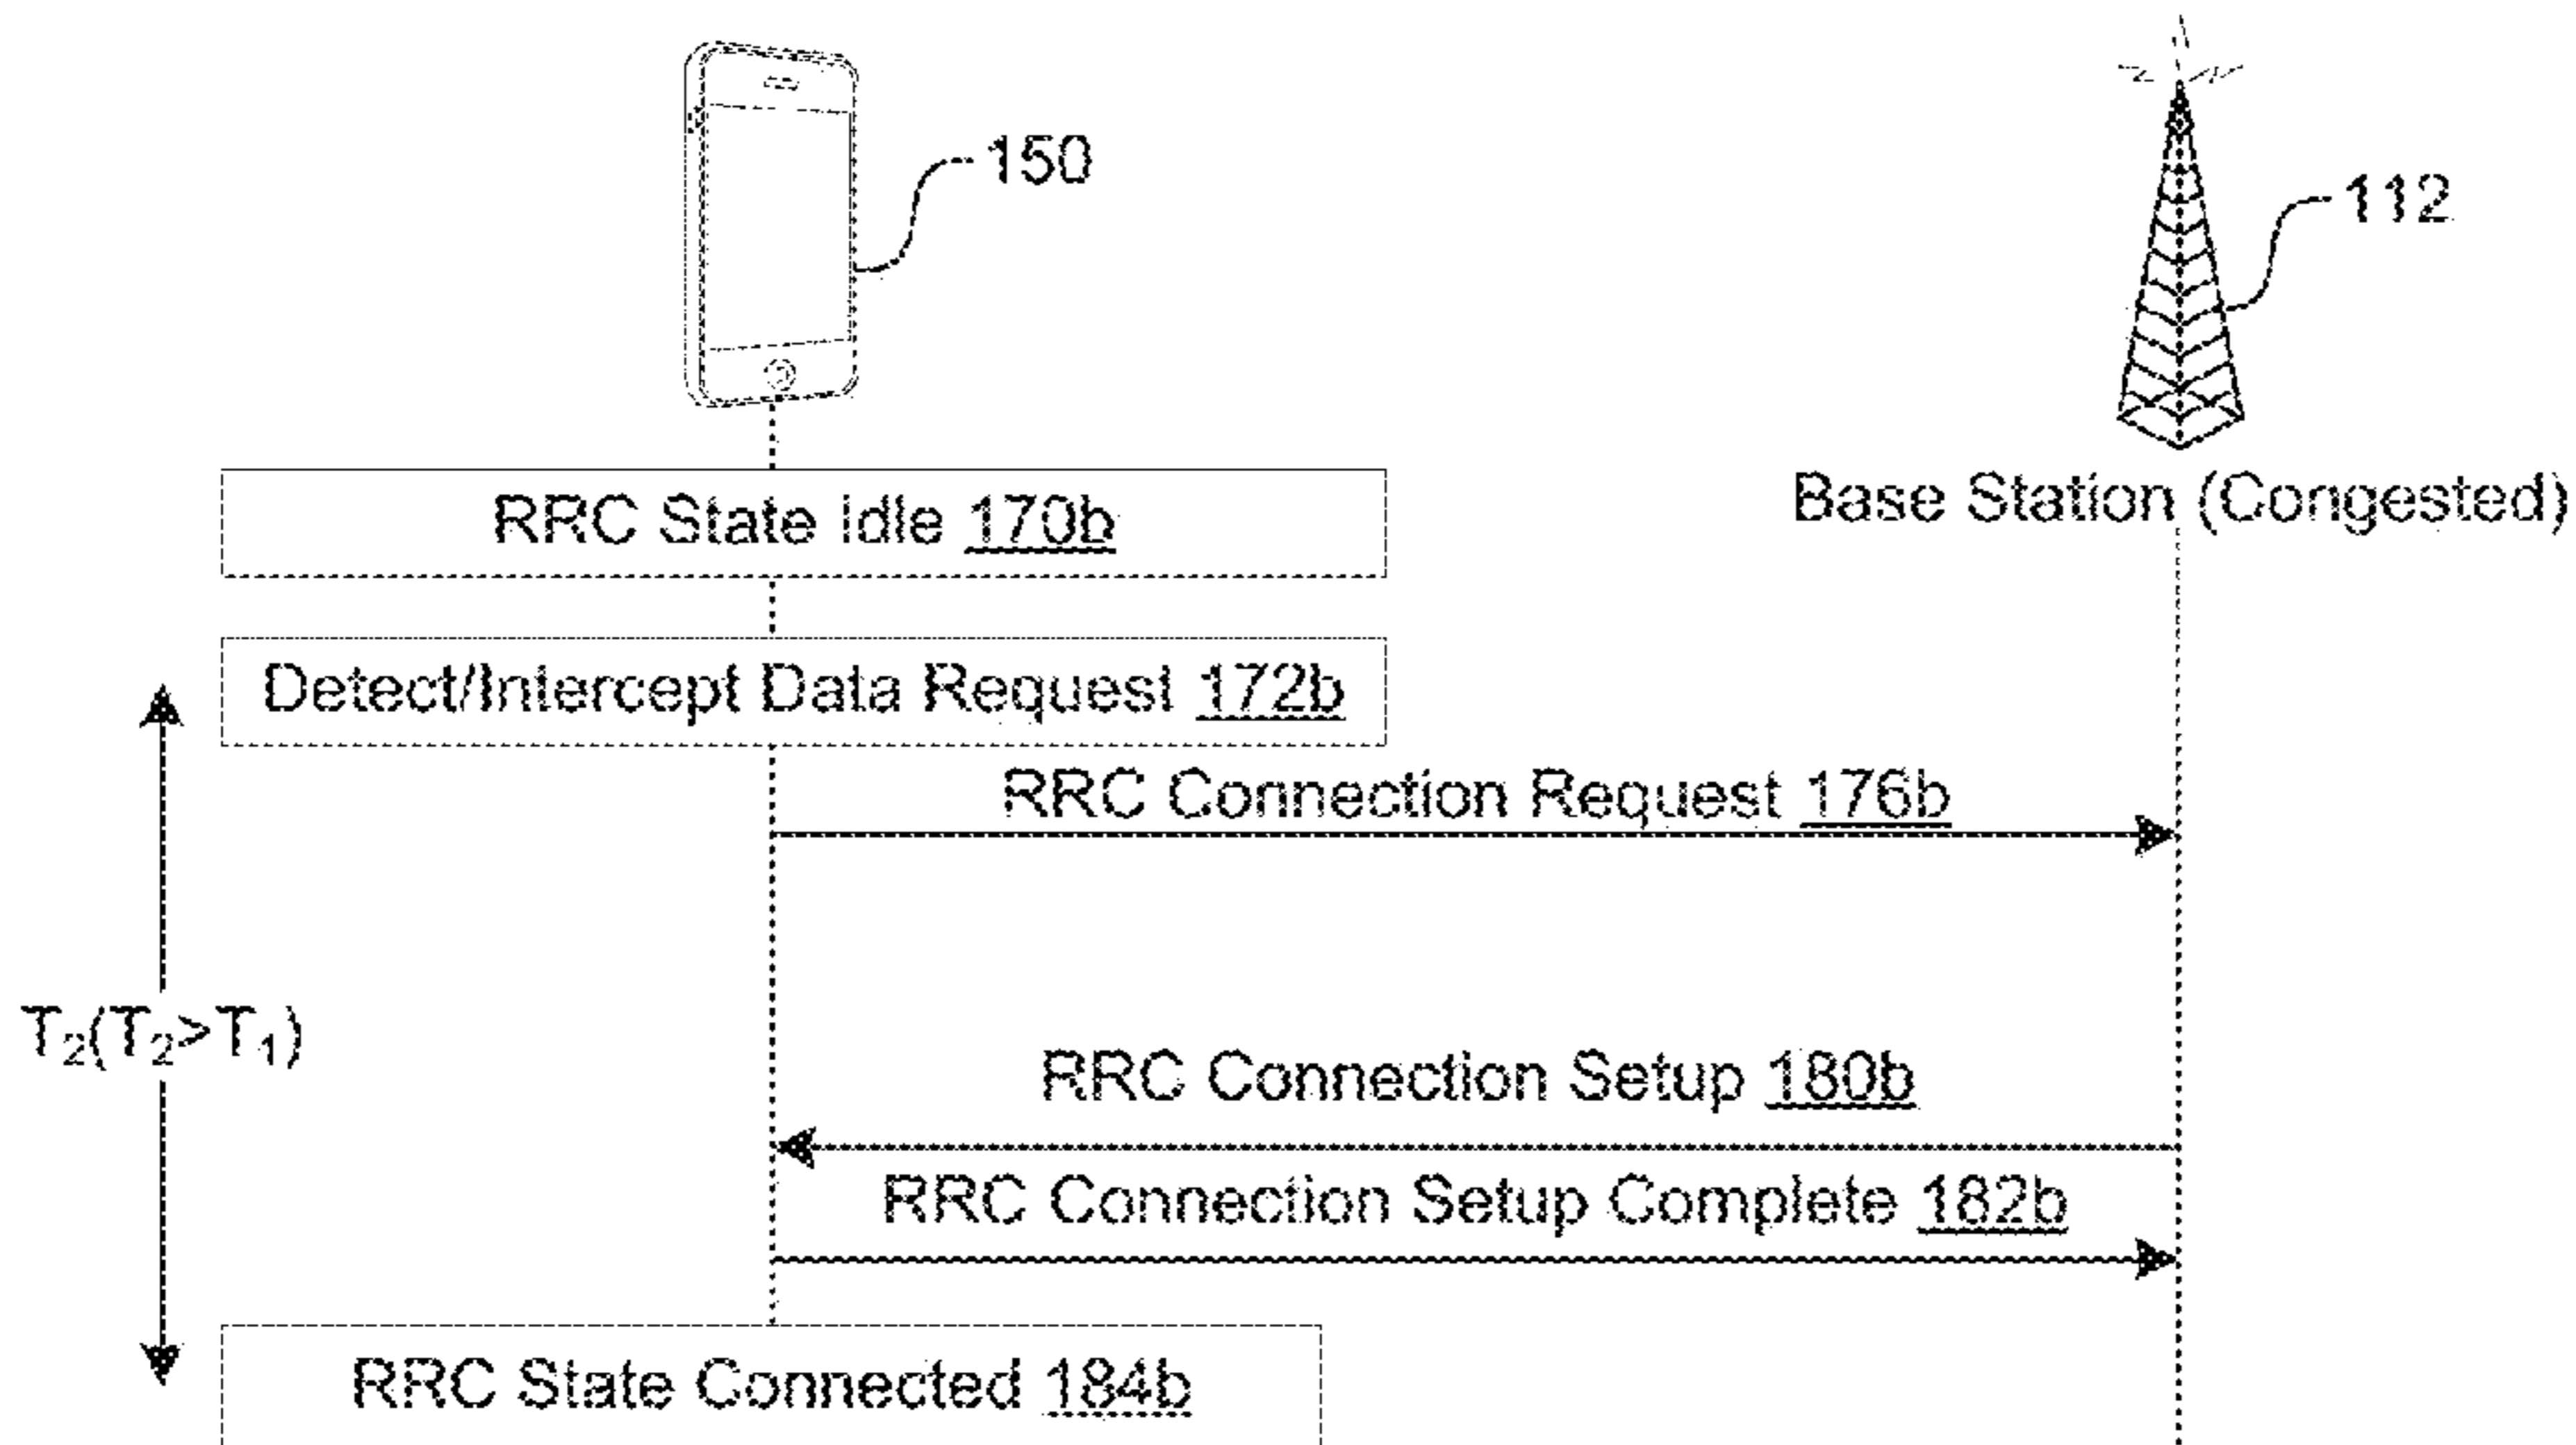 150
112
Base Station (Congested)
RRC State Idle 170b
Detect/Intercept Data Request 172b
RRC Connection Request 176b
T₂(T₂>T₁)
RRC Connection Setup 180b
RRC Connection Setup Complete 182b
RRC State Connected 184b